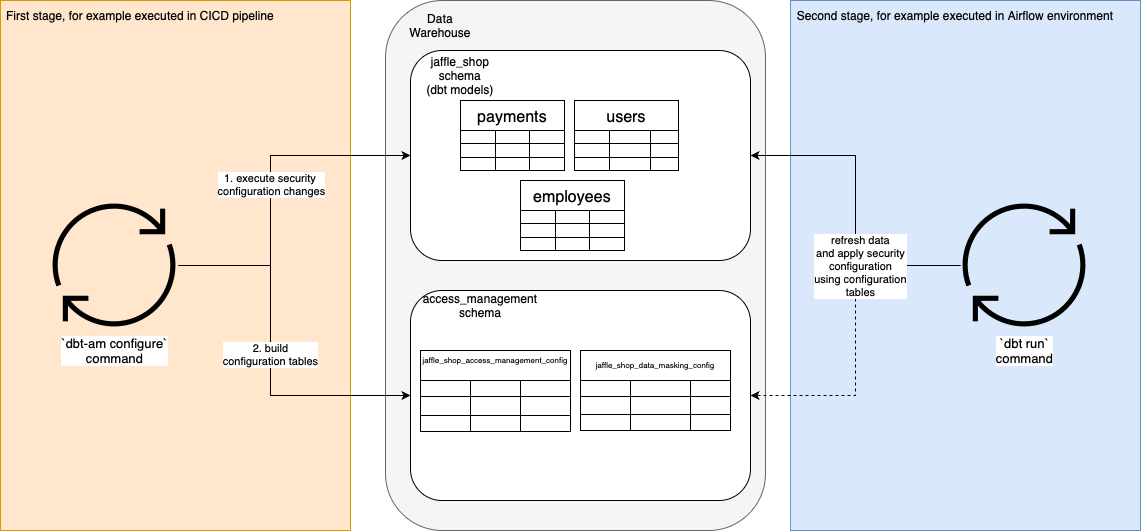 First stage, for example executed in CICD pipeline
Data
Warehouse
Second stage, for example executed in Airflow environment
jaffle_shop
schema
(dbt models)
payments
users
employees
1. execute security
configuration changes
`dbt-am configure`
command
2. build
configuration tables
access_management
schema
jaffle_shop_access_management_config
jaffle_shop_data_masking_config
refresh data
and apply security
configuration
using configuration
tables
`dbt run`
command